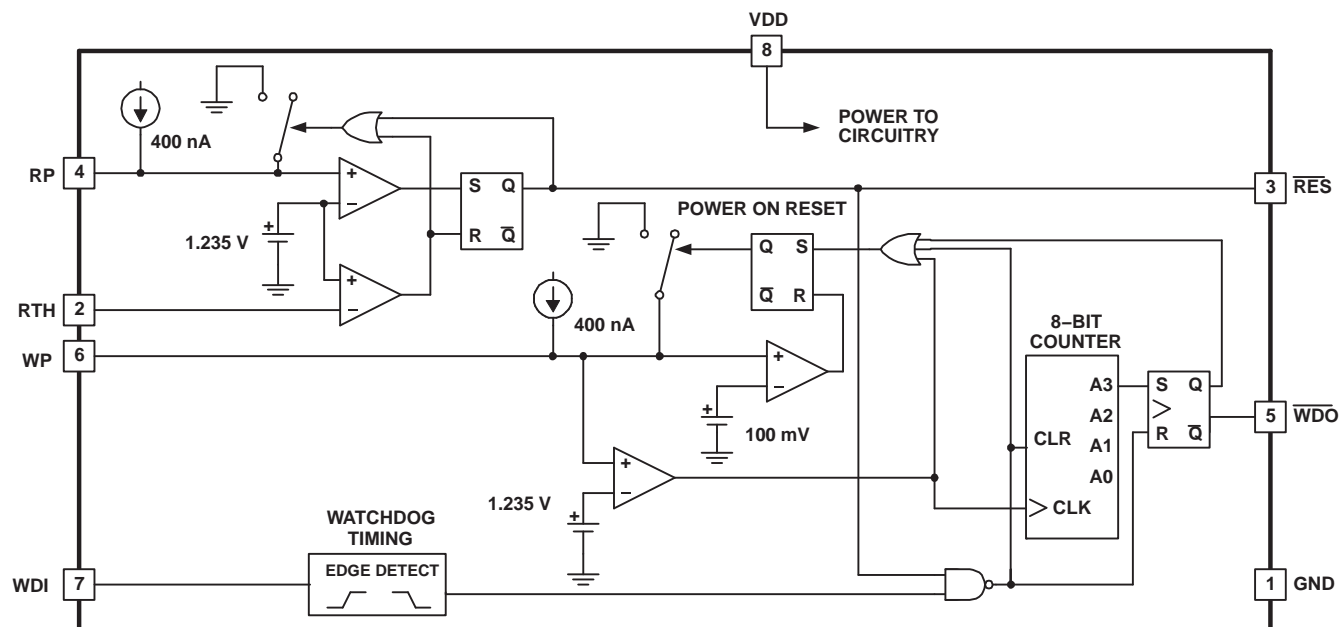 VDD
8
400 nA
POWER TO
CIRCUITRY
RP
4
+
−
S Q
R Q̅
+
1.235 V
+
−
3
R̅E̅S̅
POWER ON RESET
Q S
Q̅ R
RTH
2
400 nA
WP
6
+
−
+
100 mV
8−BIT
COUNTER
A3
A2
A1
A0
CLR
CLK
S Q
R Q̅
5
W̅D̅O̅
+
−
1.235 V
+
WATCHDOG
TIMING
EDGE DETECT
WDI
7
1
GND